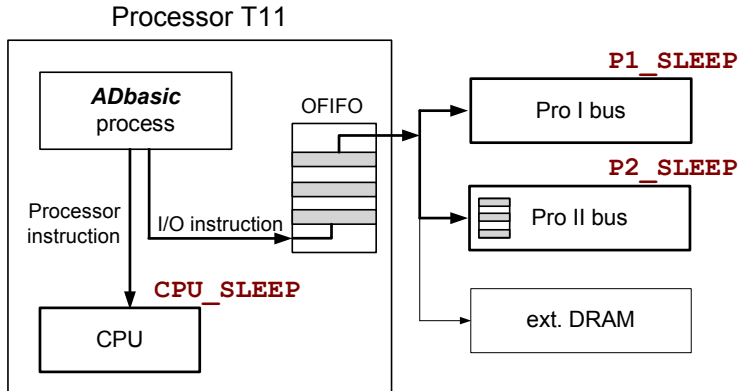 Processor T11
P1_SLEEP
ADbasic
process
OFIFO
Pro I bus
P2_SLEEP
Processor
instruction
I/O instruction
Pro II bus
CPU_SLEEP
CPU
ext. DRAM